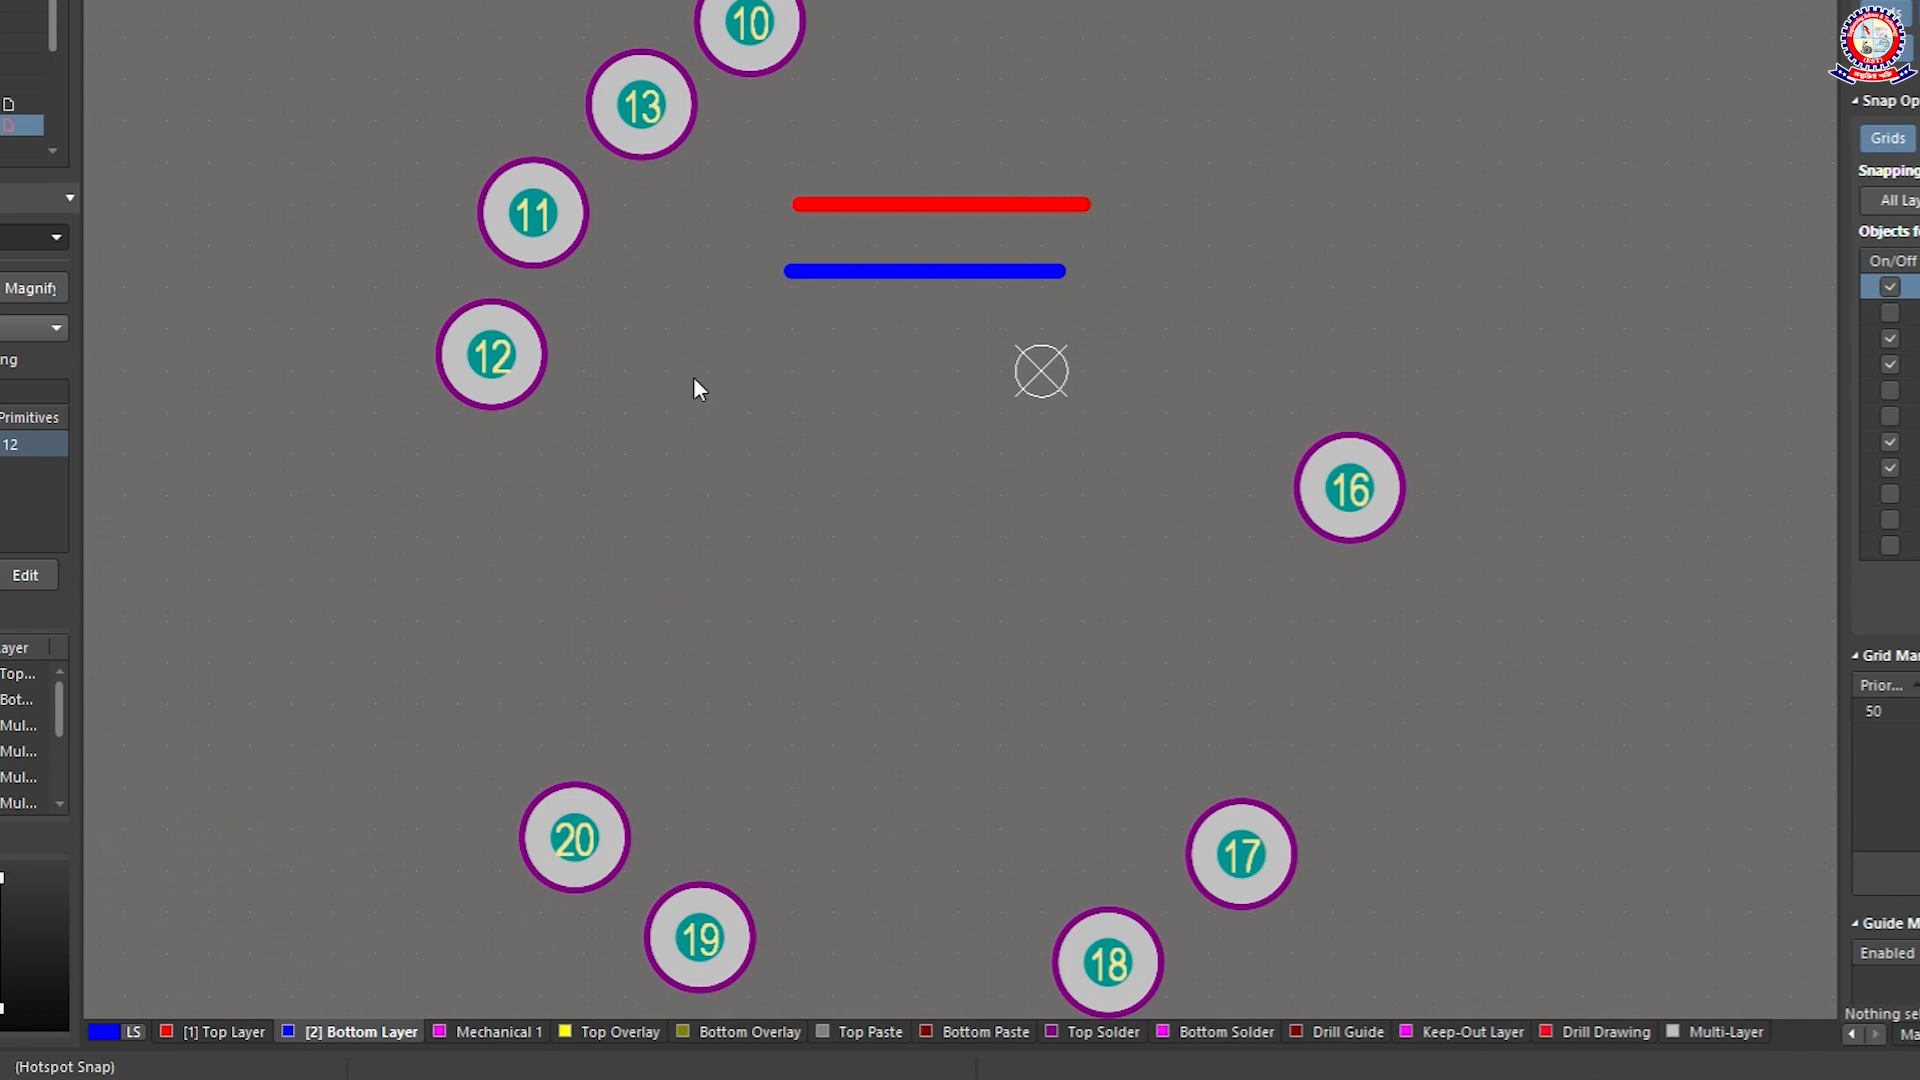 10
13
11
12
16
20
19
17
18
Magnify
ng
Primitives
12
Edit
ayer
Top...
Bot...
Mul...
Mul...
Mul...
Mul...
Snap Op
Grids
Snapping
All Lay
Objects f
On/Off
Grid Ma
Prior...
50
Guide M
Enabled
Nothing se
LS [1] Top Layer [2] Bottom Layer Mechanical 1 Top Overlay Bottom Overlay Top Paste Bottom Paste Top Solder Bottom Solder Drill Guide Keep-Out Layer Drill Drawing Multi-Layer Ma
(Hotspot Snap)